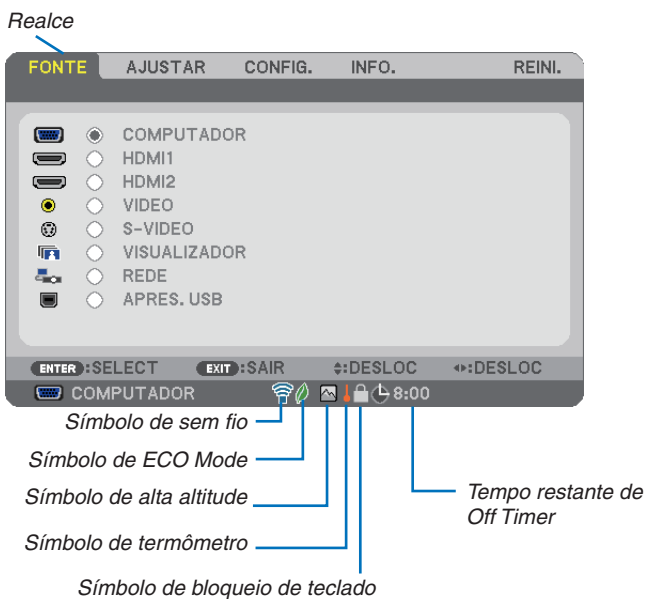 Realce
FONTE AJUSTAR CONFIG. INFO. REINI.
COMPUTADOR
HDMI1
HDMI2
VIDEO
S-VIDEO
VISUALIZADOR
REDE
APRES. USB
ENTER :SELECT EXIT :SAIR :DESLOC :DESLOC
COMPUTADOR 8:00
Símbolo de sem fio
Símbolo de ECO Mode
Símbolo de alta altitude
Tempo restante de
Off Timer
Símbolo de termômetro
Símbolo de bloqueio de teclado